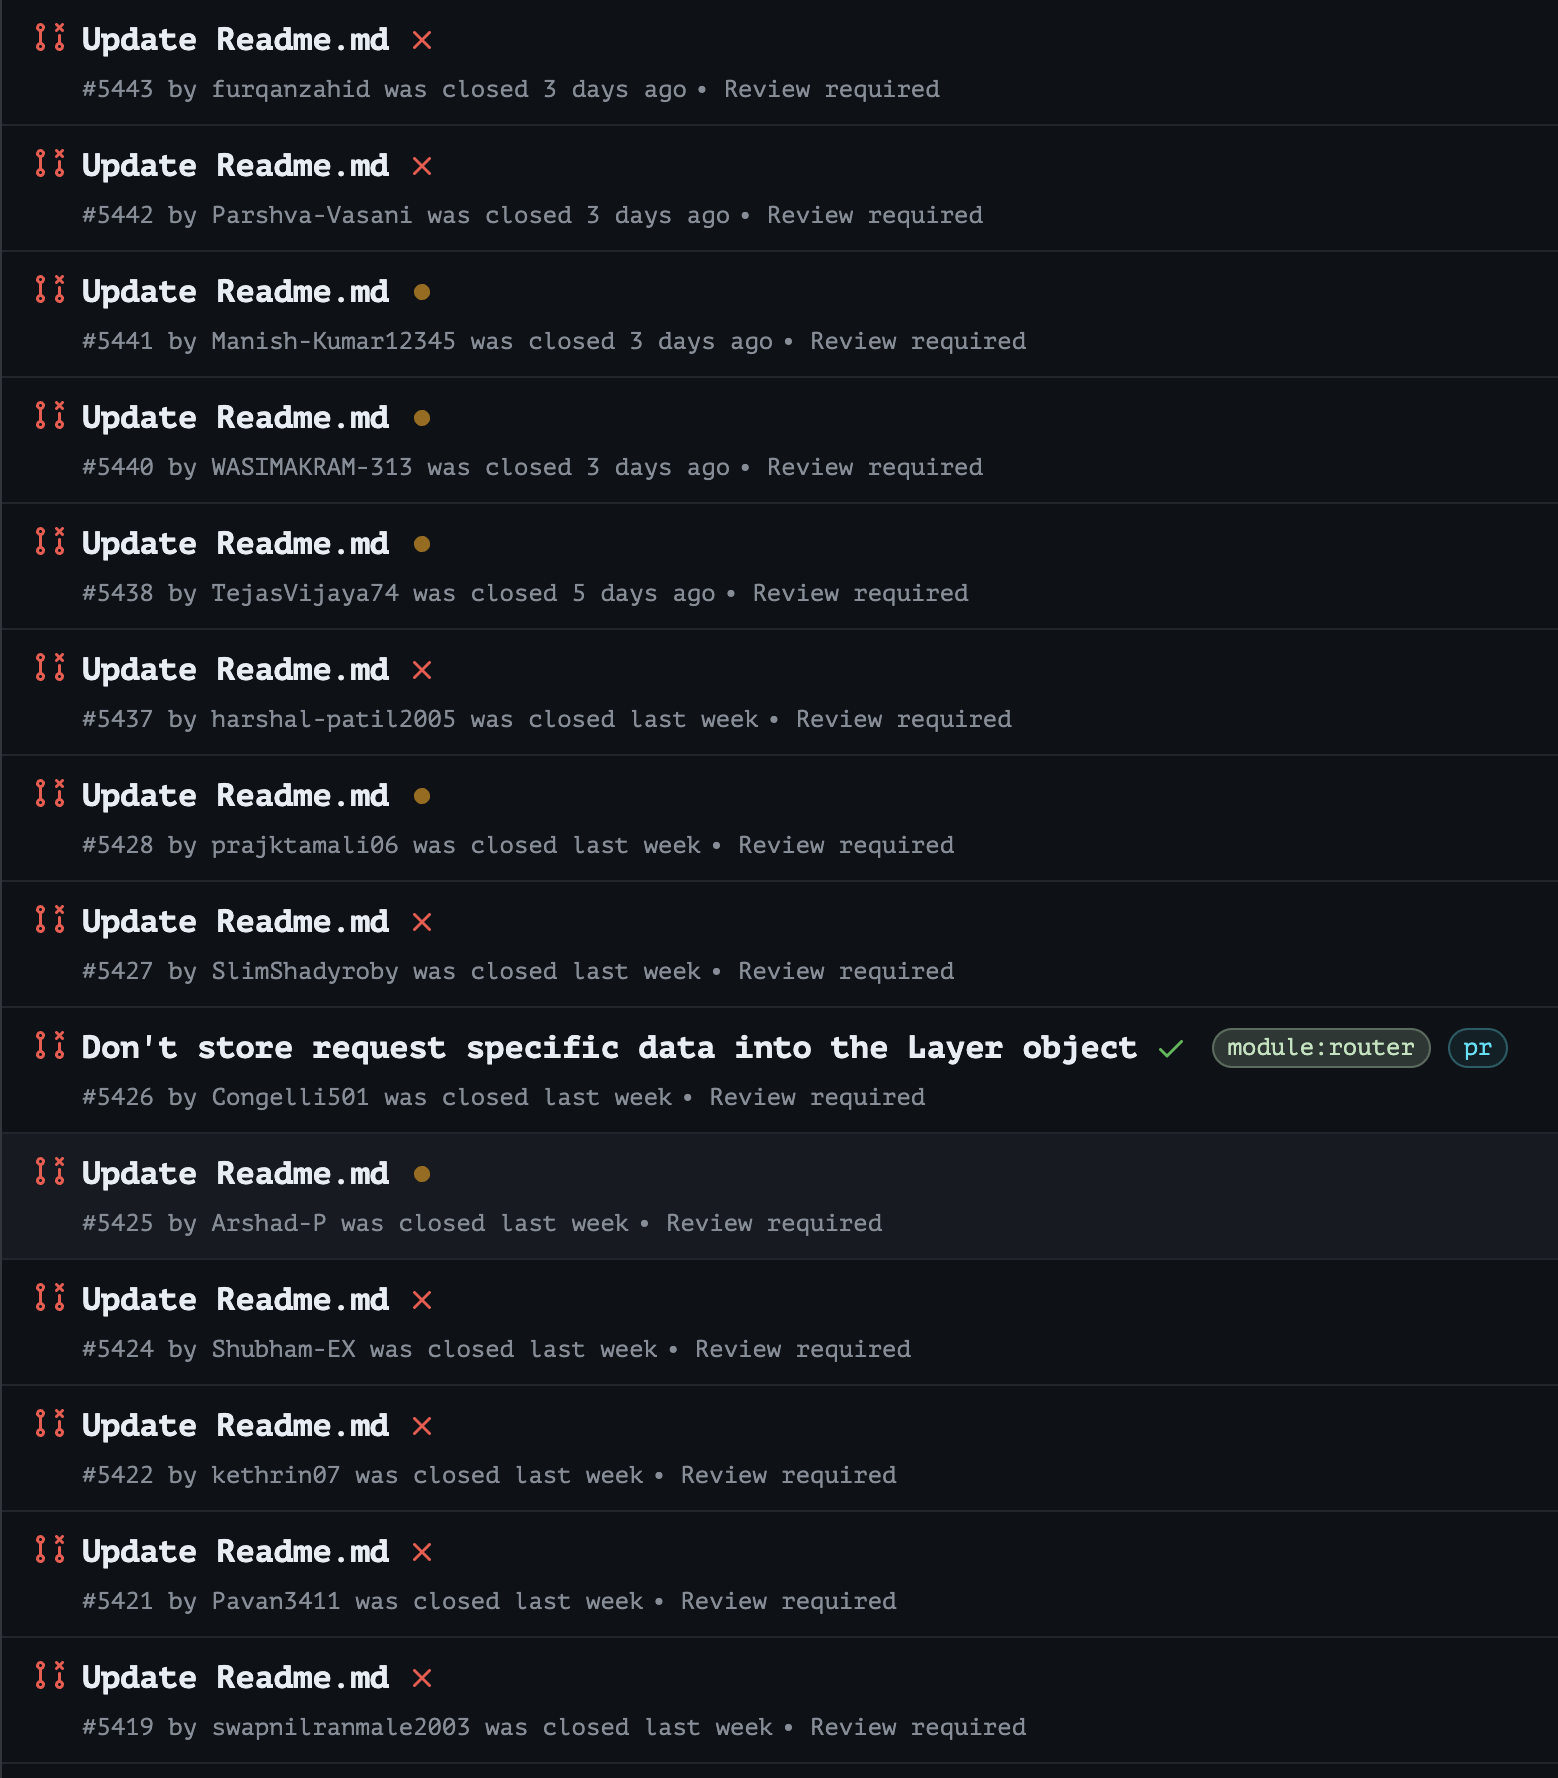 Update Readme.md
#5443 by furqanzahid was closed 3 days ago • Review required
Update Readme.md
#5442 by Parshva-Vasani was closed 3 days ago • Review required
Update Readme.md
#5441 by Manish-Kumar12345 was closed 3 days ago • Review required
Update Readme.md
#5440 by WASIMAKRAM-313 was closed 3 days ago • Review required
Update Readme.md
#5438 by TejasVijaya74 was closed 5 days ago • Review required
Update Readme.md
#5437 by harshal-patil2005 was closed last week • Review required
Update Readme.md
#5428 by prajktamali06 was closed last week • Review required
Update Readme.md
#5427 by SlimShadyroby was closed last week • Review required
Don't store request specific data into the Layer object module:router pr
#5426 by Congelli501 was closed last week • Review required
Update Readme.md
#5425 by Arshad-P was closed last week • Review required
Update Readme.md
#5424 by Shubham-EX was closed last week • Review required
Update Readme.md
#5422 by kethrin07 was closed last week • Review required
Update Readme.md
#5421 by Pavan3411 was closed last week • Review required
Update Readme.md
#5419 by swapnilranmale2003 was closed last week • Review required